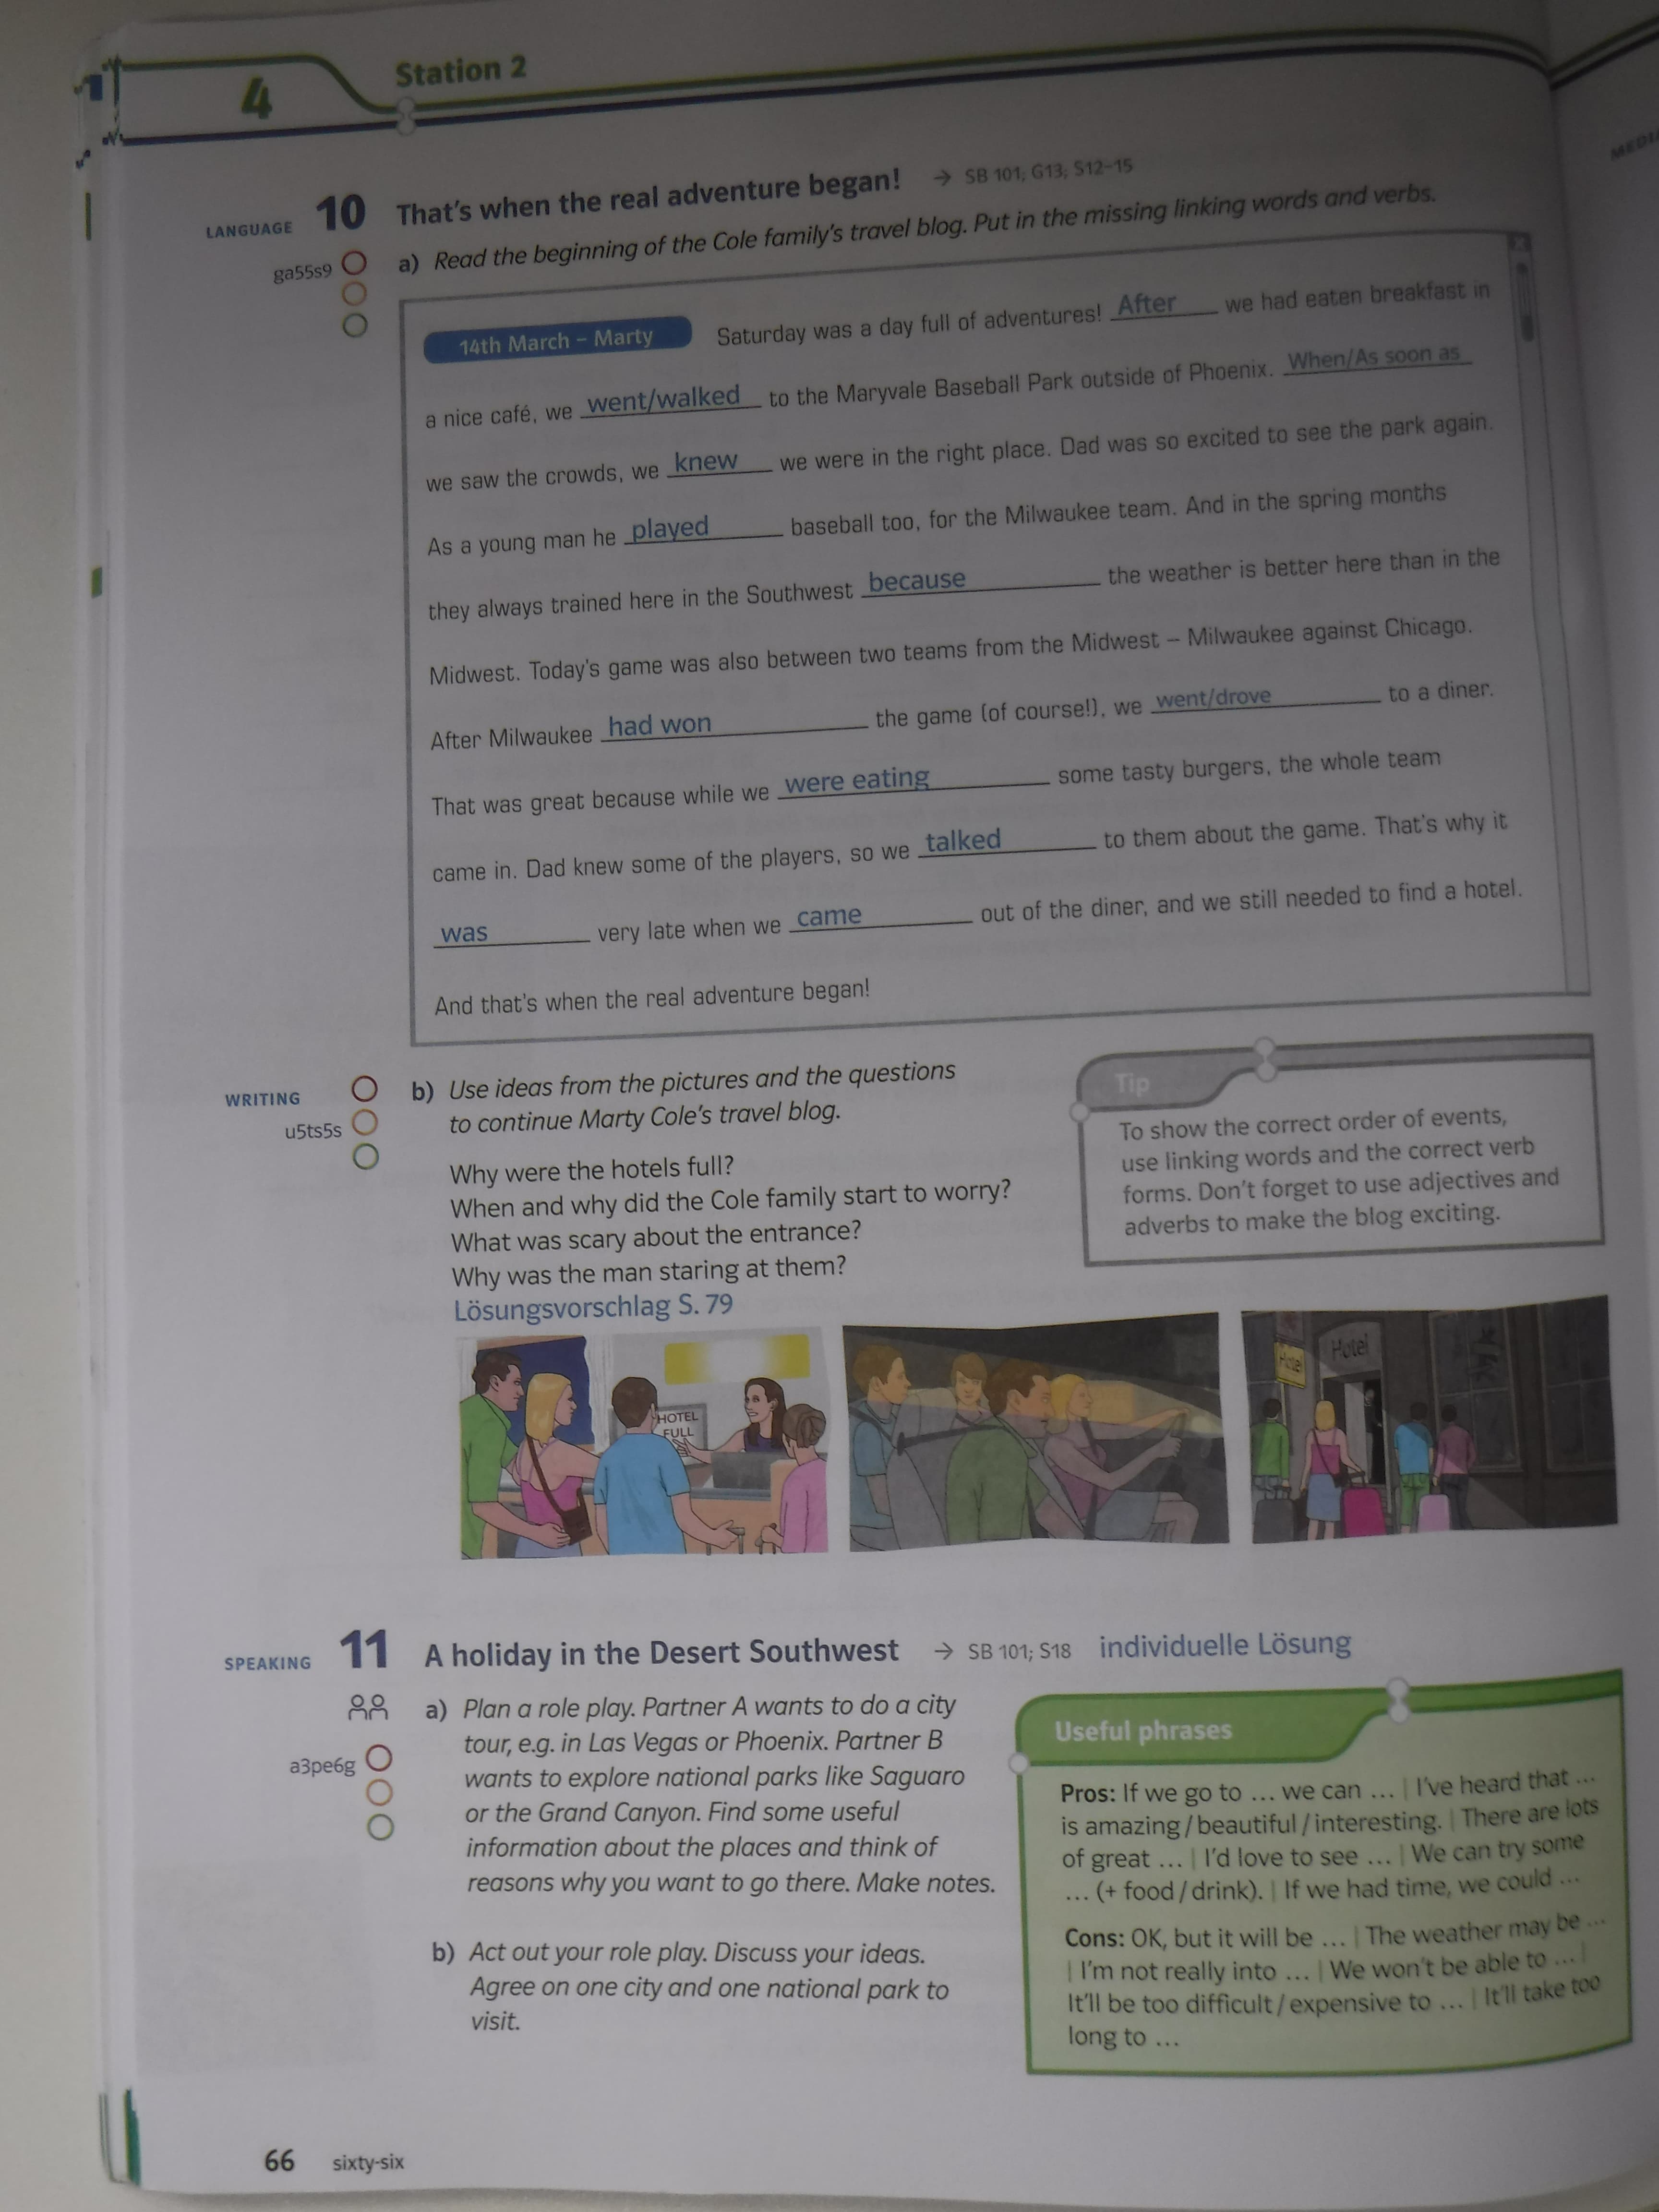 4
Station 2
LANGUAGE 10 That's when the real adventure began! → SB 101; G13; S12–15
ga55s9
a) Read the beginning of the Cole family's travel blog. Put in the missing linking words and verbs.
14th March – Marty Saturday was a day full of adventures! After we had eaten breakfast in
a nice café, we went/walked to the Maryvale Baseball Park outside of Phoenix. When/As soon as
we saw the crowds, we knew we were in the right place. Dad was so excited to see the park again.
As a young man he played baseball too, for the Milwaukee team. And in the spring months
they always trained here in the Southwest because the weather is better here than in the
Midwest. Today's game was also between two teams from the Midwest – Milwaukee against Chicago.
After Milwaukee had won the game (of course!), we went/drove to a diner.
That was great because while we were eating some tasty burgers, the whole team
came in. Dad knew some of the players, so we talked to them about the game. That's why it
was very late when we came out of the diner, and we still needed to find a hotel.
And that's when the real adventure began!
WRITING
u5ts5s
b) Use ideas from the pictures and the questions
to continue Marty Cole's travel blog.
Why were the hotels full?
When and why did the Cole family start to worry?
What was scary about the entrance?
Why was the man staring at them?
Lösungsvorschlag S. 79
Tip
To show the correct order of events,
use linking words and the correct verb
forms. Don't forget to use adjectives and
adverbs to make the blog exciting.
HOTEL
FULL
Hotel
Hotel
SPEAKING 11 A holiday in the Desert Southwest → SB 101; S18 individuelle Lösung
a3pe6g
a) Plan a role play. Partner A wants to do a city
tour, e.g. in Las Vegas or Phoenix. Partner B
wants to explore national parks like Saguaro
or the Grand Canyon. Find some useful
information about the places and think of
reasons why you want to go there. Make notes.
b) Act out your role play. Discuss your ideas.
Agree on one city and one national park to
visit.
Useful phrases
Pros: If we go to … we can … | I've heard that …
is amazing / beautiful / interesting. | There are lots
of great … | I'd love to see … | We can try some
… (+ food / drink). | If we had time, we could …
Cons: OK, but it will be … | The weather may be …
| I'm not really into … | We won't be able to … |
It'll be too difficult / expensive to … | It'll take too
long to …
66 sixty-six